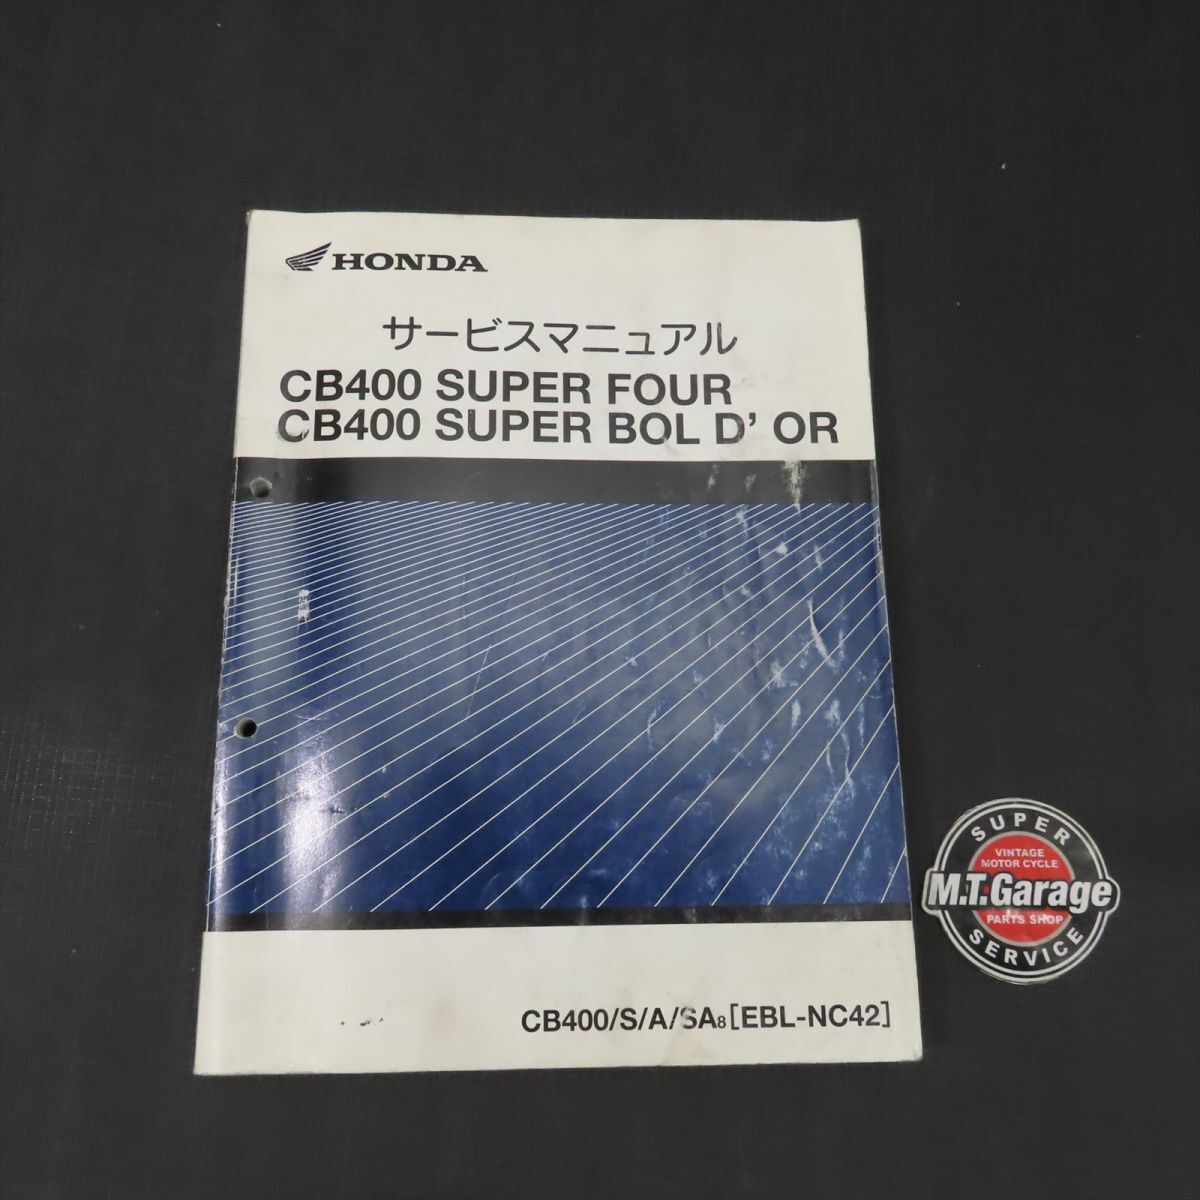 HONDA
サービスマニュアル
CB400 SUPER FOUR
CB400 SUPER BOL D' OR
CB400/S/A/SA8[EBL-NC42]
SUPER
VINTAGE
MOTOR CYCLE
M.T.Garage
PARTS SHOP
SERVICE